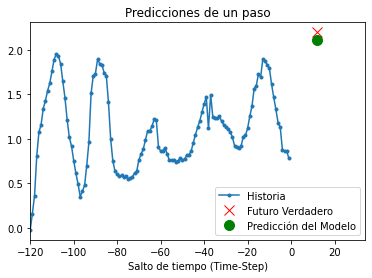 Predicciones de un paso
2.0
1.5
1.0
0.5
0.0
−120 −100 −80 −60 −40 −20 0 20
Salto de tiempo (Time-Step)
Historia
Futuro Verdadero
Predicción del Modelo